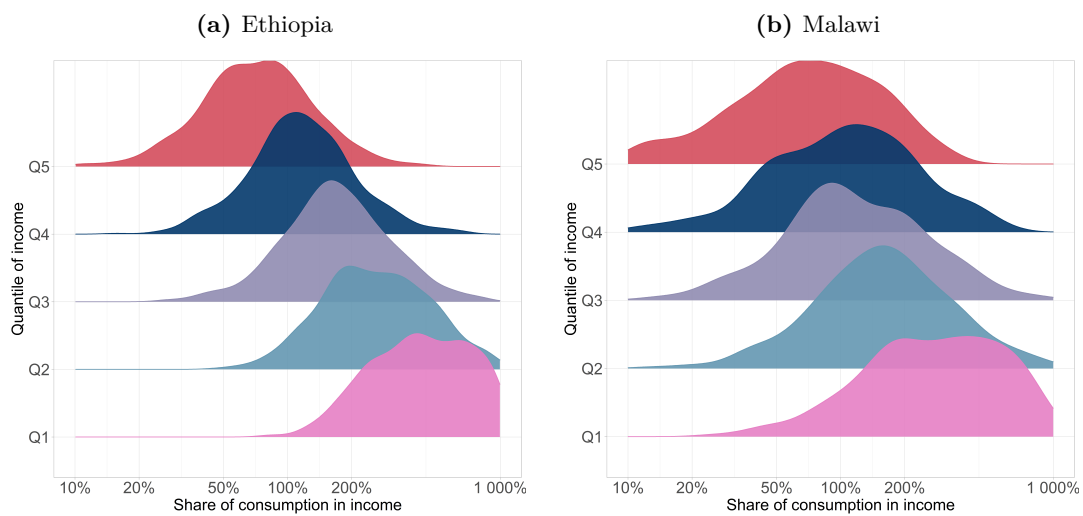 (a) Ethiopia
Quantile of income
Q5
Q4
Q3
Q2
Q1
10% 20% 50% 100% 200% 1 000%
Share of consumption in income
(b) Malawi
Quantile of income
Q5
Q4
Q3
Q2
Q1
10% 20% 50% 100% 200% 1 000%
Share of consumption in income